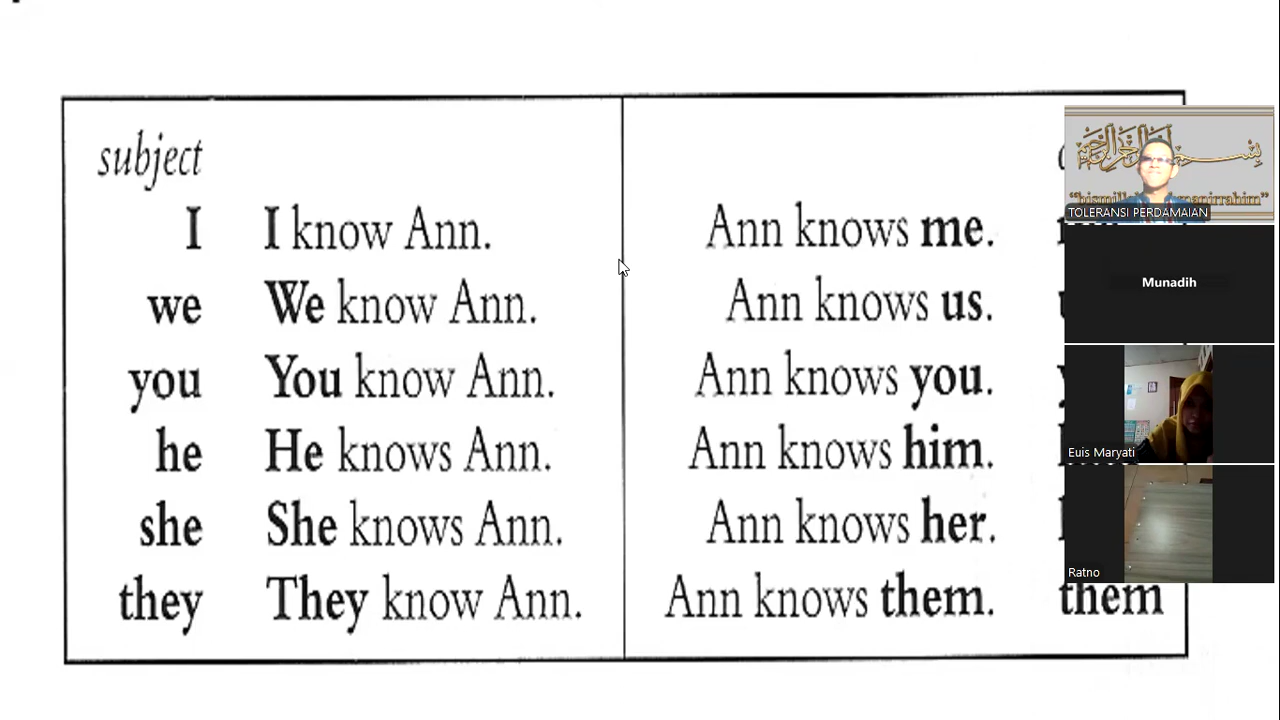 subject
I I know Ann. Ann knows me.
we We know Ann. Ann knows us.
you You know Ann. Ann knows you.
he He knows Ann. Ann knows him.
she She knows Ann. Ann knows her.
they They know Ann. Ann knows them. them
TOLERANSI PERDAMAIAN
Munadih
Euis Maryati
Ratno